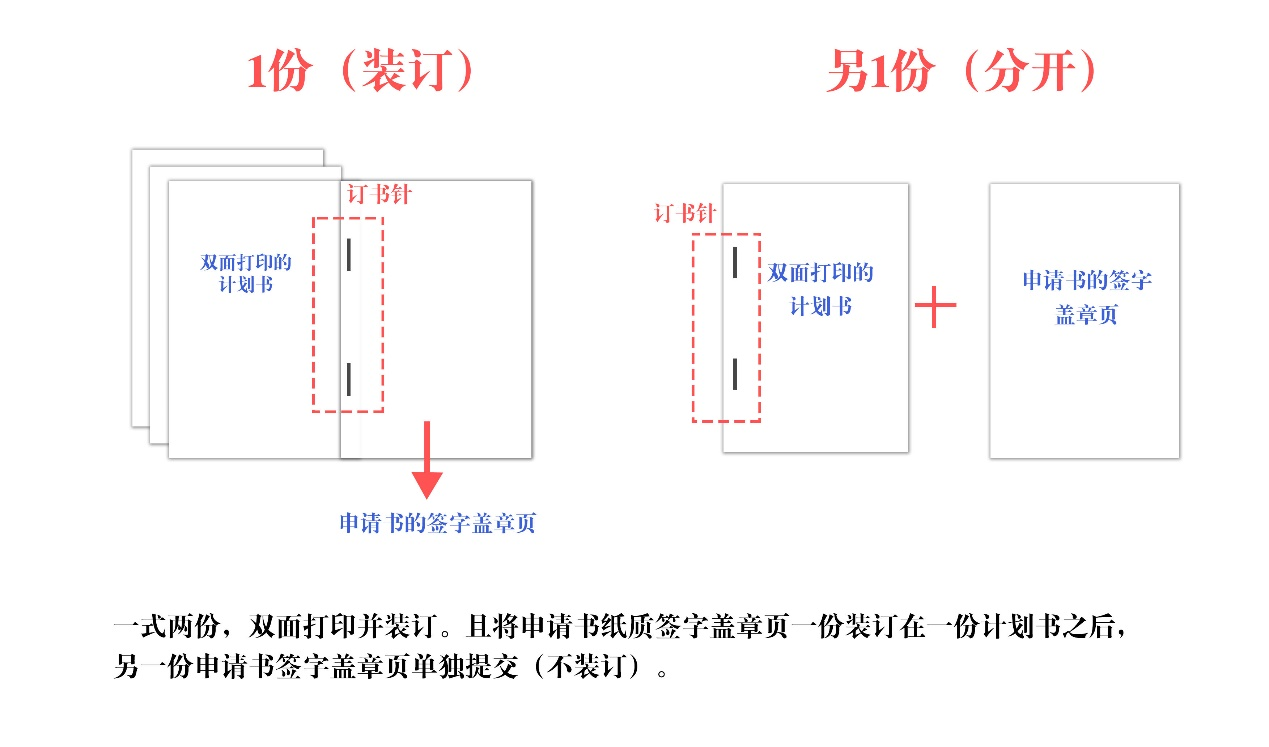 1份（装订）
另1份（分开）
订书针
双面打印的
计划书
申请书的签字盖章页
订书针
双面打印的
计划书
申请书的签字
盖章页
一式两份，双面打印并装订。且将申请书纸质签字盖章页一份装订在一份计划书之后，
另一份申请书签字盖章页单独提交（不装订）。